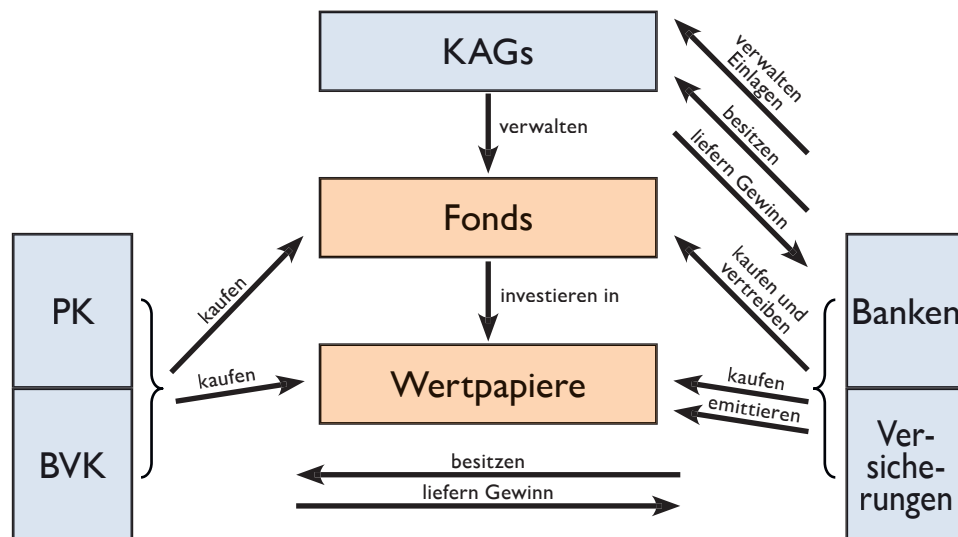 KAGs
verwalten
Einlagen
besitzen
liefern Gewinn
verwalten
Fonds
kaufen
investieren in
kaufen und
vertreiben
PK
BVK
kaufen
Wertpapiere
kaufen
emittieren
Banken
Ver-
siche-
rungen
besitzen
liefern Gewinn